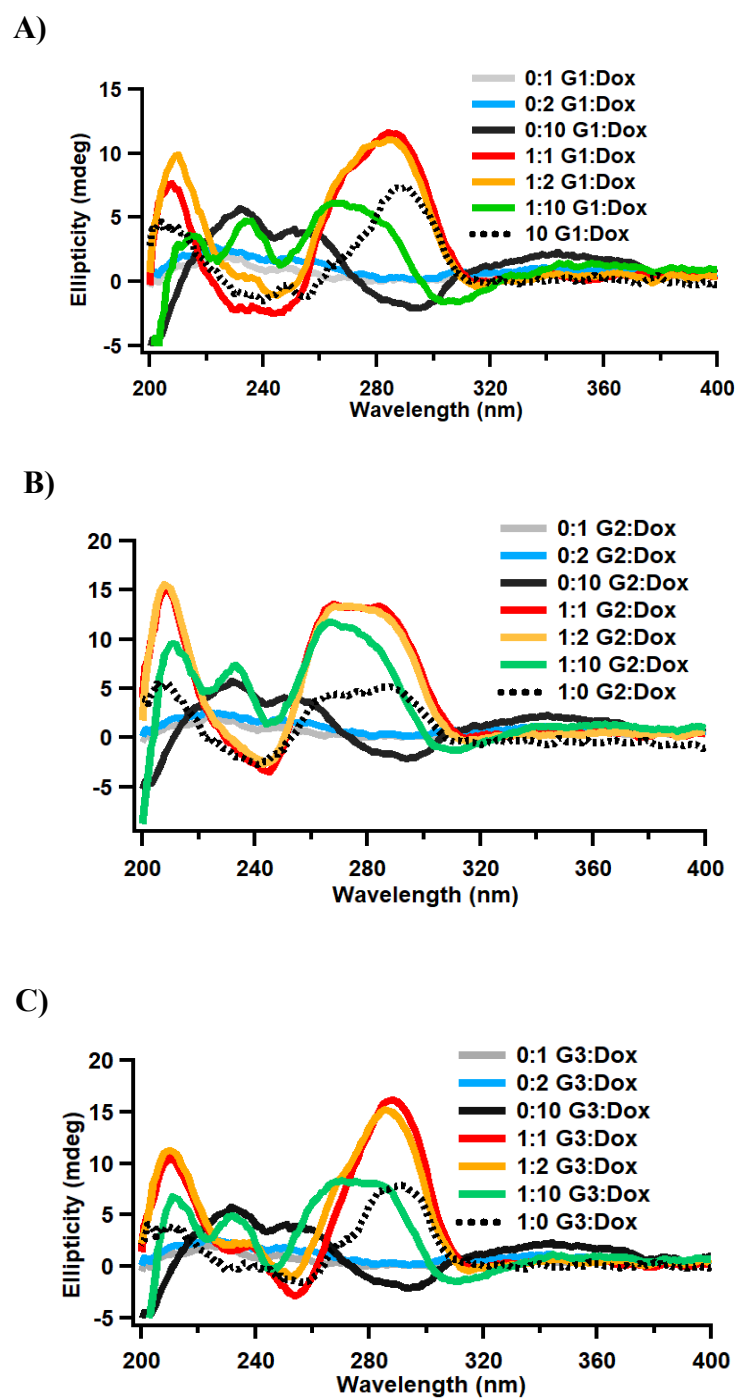 A)
15
10
5
0
-5
Ellipticity (mdeg)
0:1 G1:Dox
0:2 G1:Dox
0:10 G1:Dox
1:1 G1:Dox
1:2 G1:Dox
1:10 G1:Dox
10 G1:Dox
200 240 280 320 360 400
Wavelength (nm)
B)
20
15
10
5
0
-5
Ellipticity (mdeg)
0:1 G2:Dox
0:2 G2:Dox
0:10 G2:Dox
1:1 G2:Dox
1:2 G2:Dox
1:10 G2:Dox
1:0 G2:Dox
200 240 280 320 360 400
Wavelength (nm)
C)
20
15
10
5
0
-5
Ellipticity (mdeg)
0:1 G3:Dox
0:2 G3:Dox
0:10 G3:Dox
1:1 G3:Dox
1:2 G3:Dox
1:10 G3:Dox
1:0 G3:Dox
200 240 280 320 360 400
Wavelength (nm)